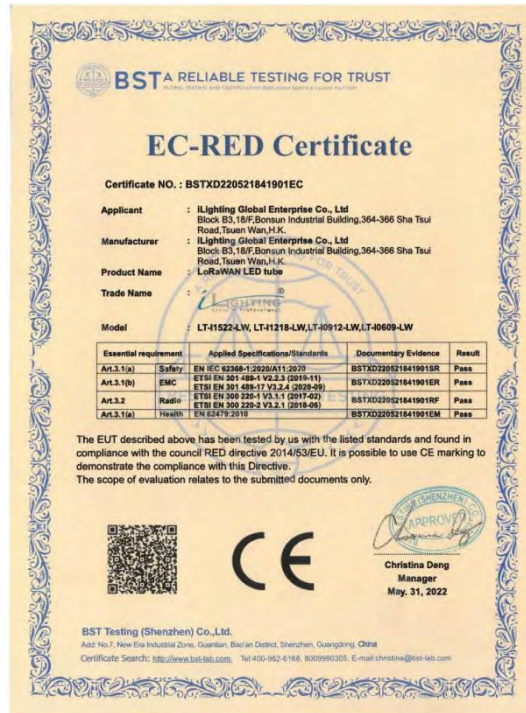 BST A RELIABLE TESTING FOR TRUST
EC-RED Certificate
Certificate NO. : BSTXD220521841901EC
Applicant : iLighting Global Enterprise Co., Ltd
Block B3,18/F,Bonsun Industrial Building,364-366 Sha Tsui
Road,Tsuen Wan,H.K.
Manufacturer : iLighting Global Enterprise Co., Ltd
Block B3,18/F,Bonsun Industrial Building,364-366 Sha Tsui
Road,Tsuen Wan,H.K.
Product Name : LoRaWAN LED tube
Trade Name : iLIGHTING ®
Group • Professional
Model : LT-I1522-LW, LT-I1218-LW,LT-I0912-LW,LT-I0609-LW
Essential requirement Applied Specifications/Standards Documentary Evidence Result
Art.3.1(a) Safety EN IEC 62368-1:2020/A11:2020 BSTXD220521841901SR Pass
Art.3.1(b) EMC ETSI EN 301 489-1 V2.2.3 (2019-11)
ETSI EN 301 489-17 V3.2.4 (2020-09) BSTXD220521841901ER Pass
Art.3.2 Radio ETSI EN 300 220-1 V3.1.1 (2017-02)
ETSI EN 300 220-2 V3.2.1 (2018-06) BSTXD220521841901RF Pass
Art.3.1(a) Health EN 62479:2010 BSTXD220521841901EM Pass
The EUT described above has been tested by us with the listed standards and found in
compliance with the council RED directive 2014/53/EU. It is possible to use CE marking to
demonstrate the compliance with this Directive.
The scope of evaluation relates to the submitted documents only.
CE
APPROVED
Christina Deng
Manager
May. 31, 2022
BST Testing (Shenzhen) Co.,Ltd.
Add: No.7, New Era Industrial Zone, Guantian, Bao'an District, Shenzhen, Guangdong, China
Certificate Search: http://www.bst-lab.com Tel:400-962-6168, 8009990305, E-mail:christina@bst-lab.com